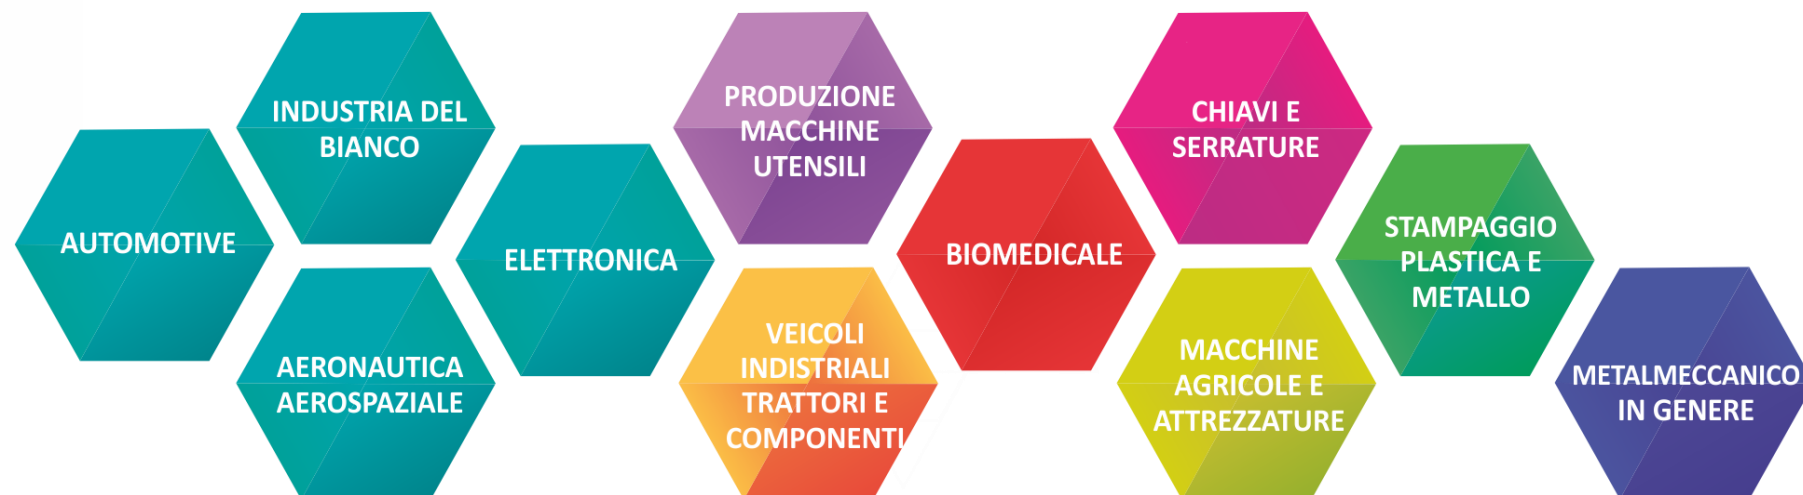 AUTOMOTIVE
INDUSTRIA DEL
BIANCO
AERONAUTICA
AEROSPAZIALE
ELETTRONICA
PRODUZIONE
MACCHINE
UTENSILI
VEICOLI
INDISTRIALI
TRATTORI E
COMPONENTI
BIOMEDICALE
CHIAVI E
SERRATURE
MACCHINE
AGRICOLE E
ATTREZZATURE
STAMPAGGIO
PLASTICA E
METALLO
METALMECCANICO
IN GENERE